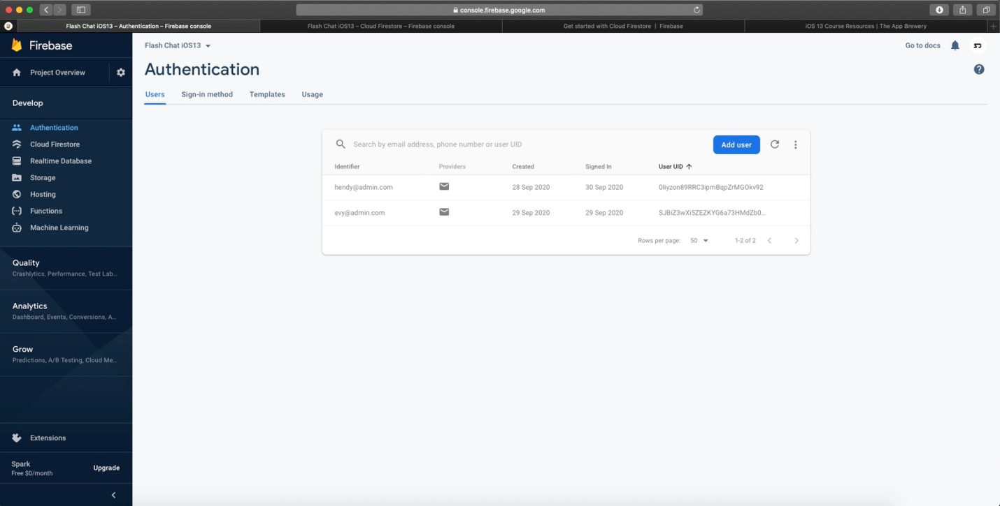 console.firebase.google.com
Flash Chat iOS13 – Authentication – Firebase console
Flash Chat iOS13 – Cloud Firestore – Firebase console
Get started with Cloud Firestore | Firebase
iOS 13 Course Resources | The App Brewery
Firebase
Project Overview
Develop
Authentication
Cloud Firestore
Realtime Database
Storage
Hosting
Functions
Machine Learning
Quality
Crashlytics, Performance, Test Lab…
Analytics
Dashboard, Events, Conversions, A…
Grow
Predictions, A/B Testing, Cloud Me…
Extensions
Spark
Free $0/month
Upgrade
Flash Chat iOS13
Go to docs
Authentication
Users Sign-in method Templates Usage
Search by email address, phone number or user UID
Add user
Identifier Providers Created Signed In User UID
hendy@admin.com 28 Sep 2020 30 Sep 2020 0Iiyzon89RRC3ipmBqpZrMGOkv92
evy@admin.com 29 Sep 2020 29 Sep 2020 SJBiZ3wXi5ZEZKYG6a73HMdZb0…
Rows per page: 50 1-2 of 2